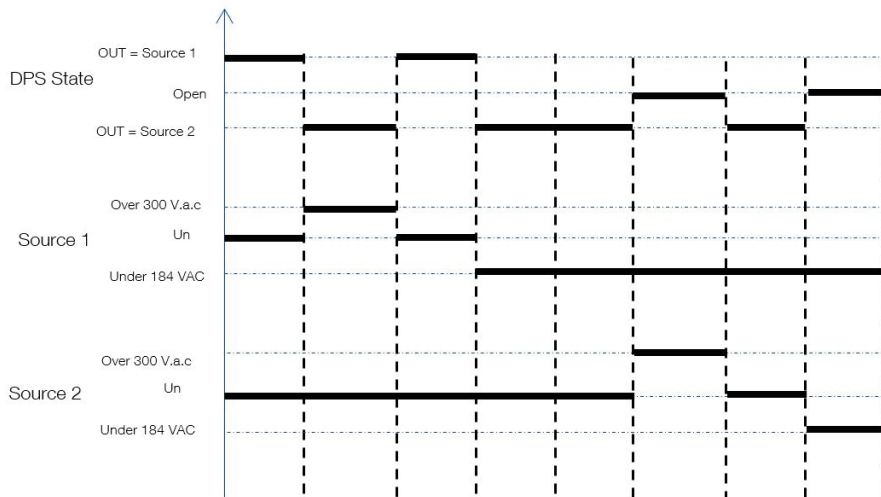 OUT = Source 1
DPS State
Open
OUT = Source 2
Over 300 V.a.c
Source 1
Un
Under 184 VAC
Over 300 V.a.c
Un
Source 2
Under 184 VAC